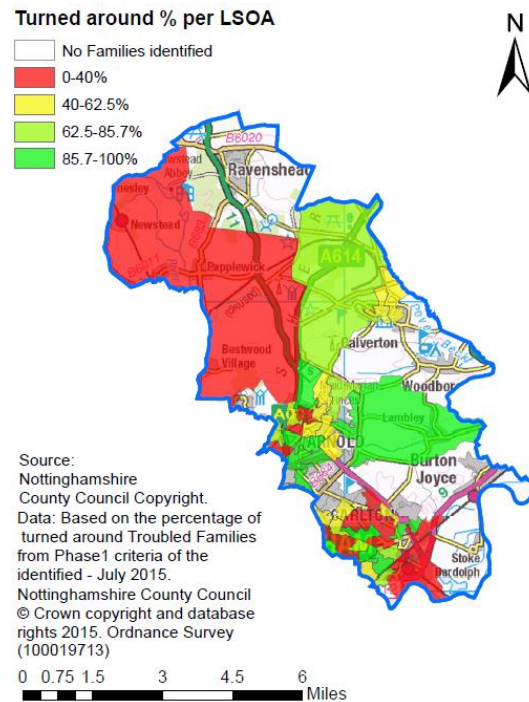 Turned around % per LSOA
No Families identified
0-40%
40-62.5%
62.5-85.7%
85.7-100%
N
B6020
Abbey
Ravenshead
Newstead
B6011
Papplewick
A614
Bestwood
Village
Calverton
Woodbor
Lambley
ARNOLD
Burton
Joyce
CARLTON
Stoke
Bardolph
Source:
Nottinghamshire
County Council Copyright.
Data: Based on the percentage of
turned around Troubled Families
from Phase1 criteria of the
identified - July 2015.
Nottinghamshire County Council
© Crown copyright and database
rights 2015. Ordnance Survey
(100019713)
0 0.75 1.5 3 4.5 6
Miles